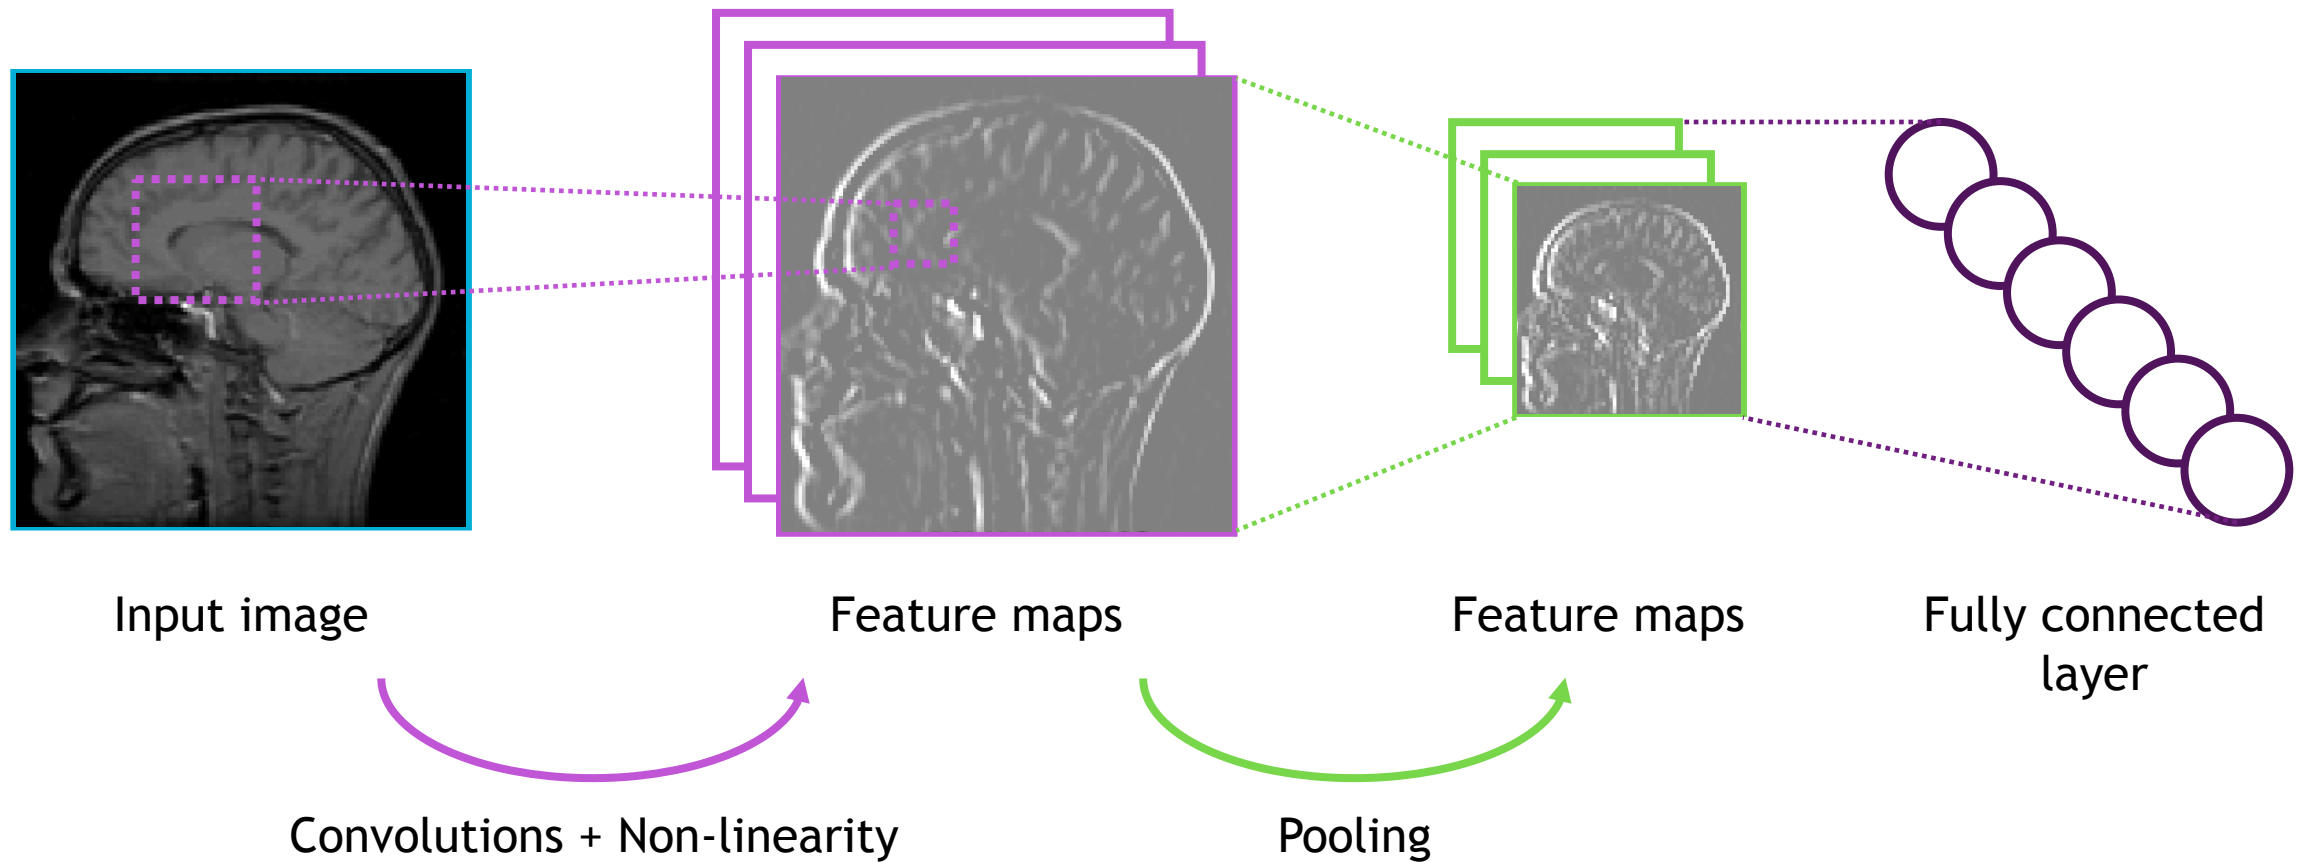 Input image
Feature maps
Feature maps
Fully connected
layer
Convolutions + Non-linearity
Pooling